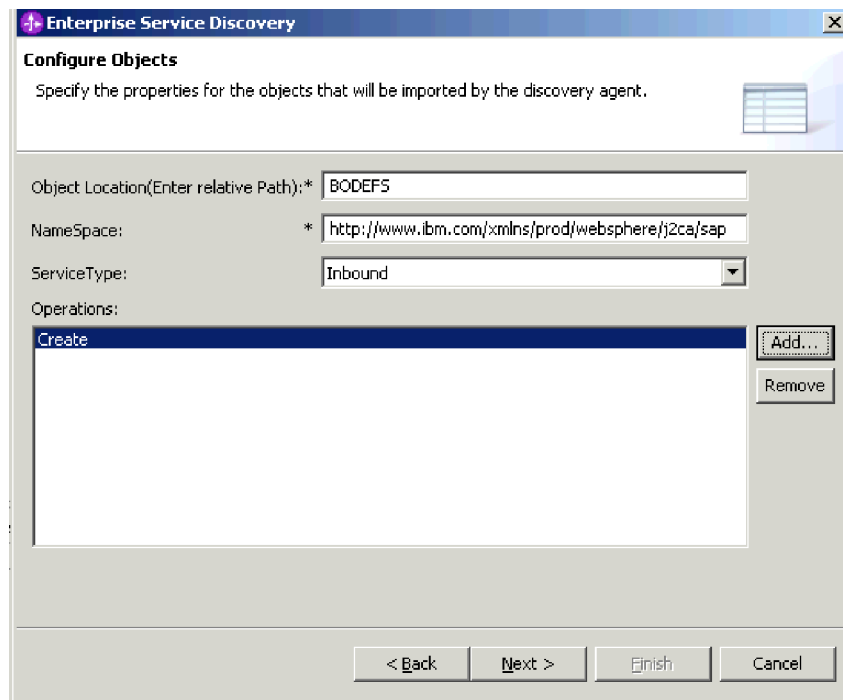 Enterprise Service Discovery
Configure Objects
Specify the properties for the objects that will be imported by the discovery agent.
Object Location(Enter relative Path):* BODEFS
NameSpace: * http://www.ibm.com/xmlns/prod/websphere/j2ca/sap
ServiceType: Inbound
Operations:
Create
Add...
Remove
< Back Next > Finish Cancel